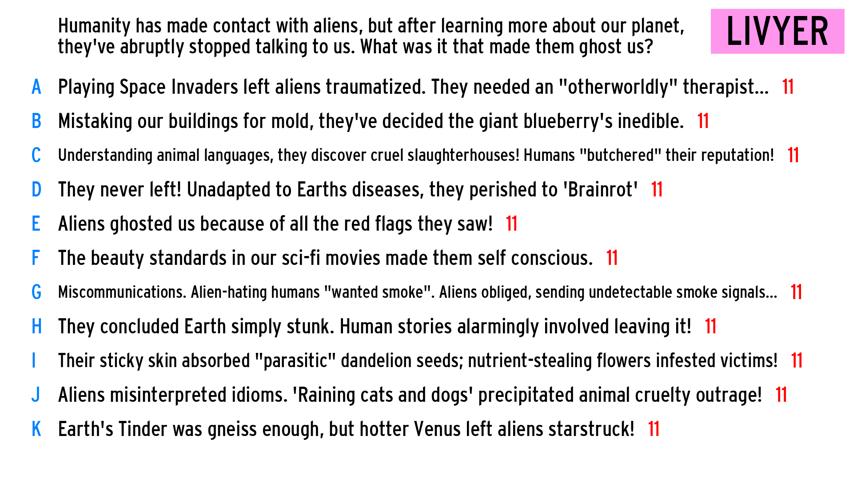 Humanity has made contact with aliens, but after learning more about our planet,
they've abruptly stopped talking to us. What was it that made them ghost us?
LIVYER
A Playing Space Invaders left aliens traumatized. They needed an "otherworldly" therapist... 11
B Mistaking our buildings for mold, they've decided the giant blueberry's inedible. 11
C Understanding animal languages, they discover cruel slaughterhouses! Humans "butchered" their reputation! 11
D They never left! Unadapted to Earths diseases, they perished to 'Brainrot' 11
E Aliens ghosted us because of all the red flags they saw! 11
F The beauty standards in our sci-fi movies made them self conscious. 11
G Miscommunications. Alien-hating humans "wanted smoke". Aliens obliged, sending undetectable smoke signals... 11
H They concluded Earth simply stunk. Human stories alarmingly involved leaving it! 11
I Their sticky skin absorbed "parasitic" dandelion seeds; nutrient-stealing flowers infested victims! 11
J Aliens misinterpreted idioms. 'Raining cats and dogs' precipitated animal cruelty outrage! 11
K Earth's Tinder was gneiss enough, but hotter Venus left aliens starstruck! 11